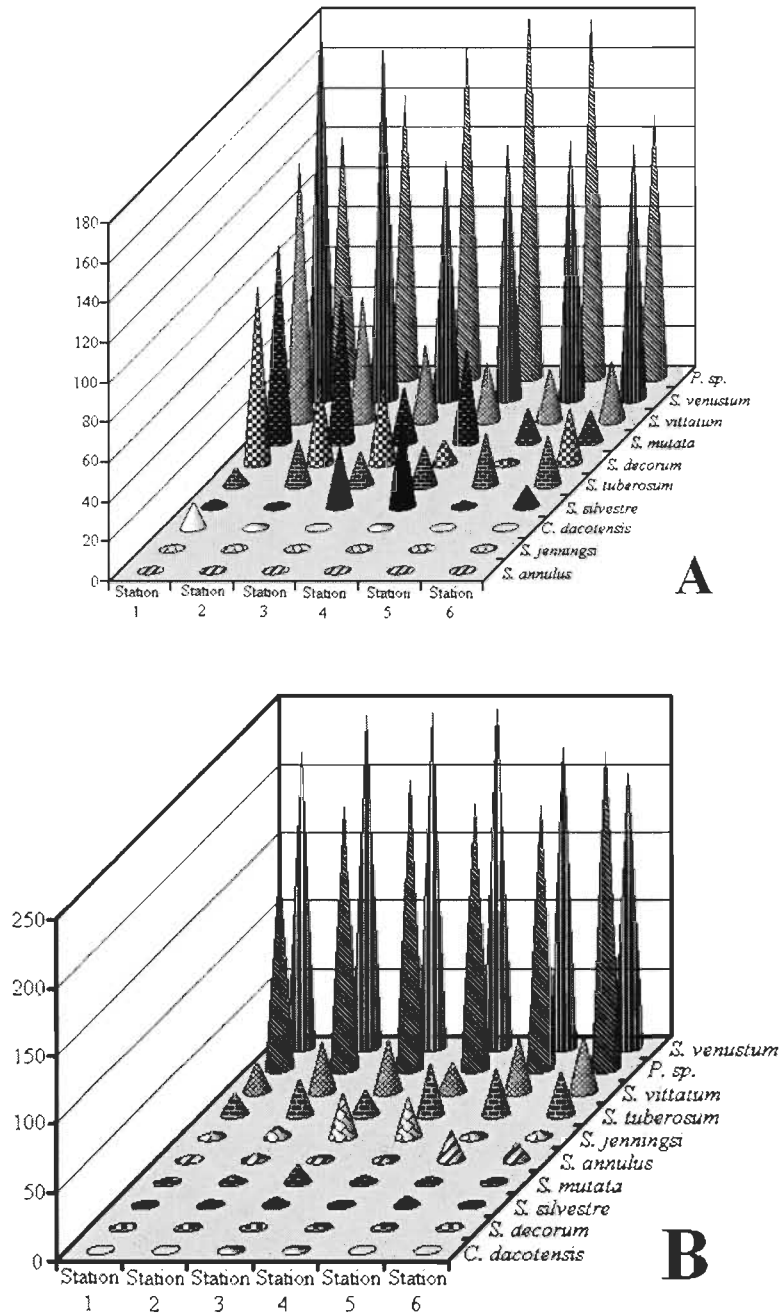 180
160
140
120
100
80
60
40
20
0
P. sp.
S. venustum
S. vittatum
S. mutata
S. decorum
S. tuberosum
S. silvestre
C. dacotensis
S. jenningsi
S. annulus
Station 1
Station 2
Station 3
Station 4
Station 5
Station 6
A
250
200
150
100
50
0
S. venustum
P. sp.
S. vittatum
S. tuberosum
S. jenningsi
S. annulus
S. mutata
S. silvestre
S. decorum
C. dacotensis
Station 1
Station 2
Station 3
Station 4
Station 5
Station 6
B